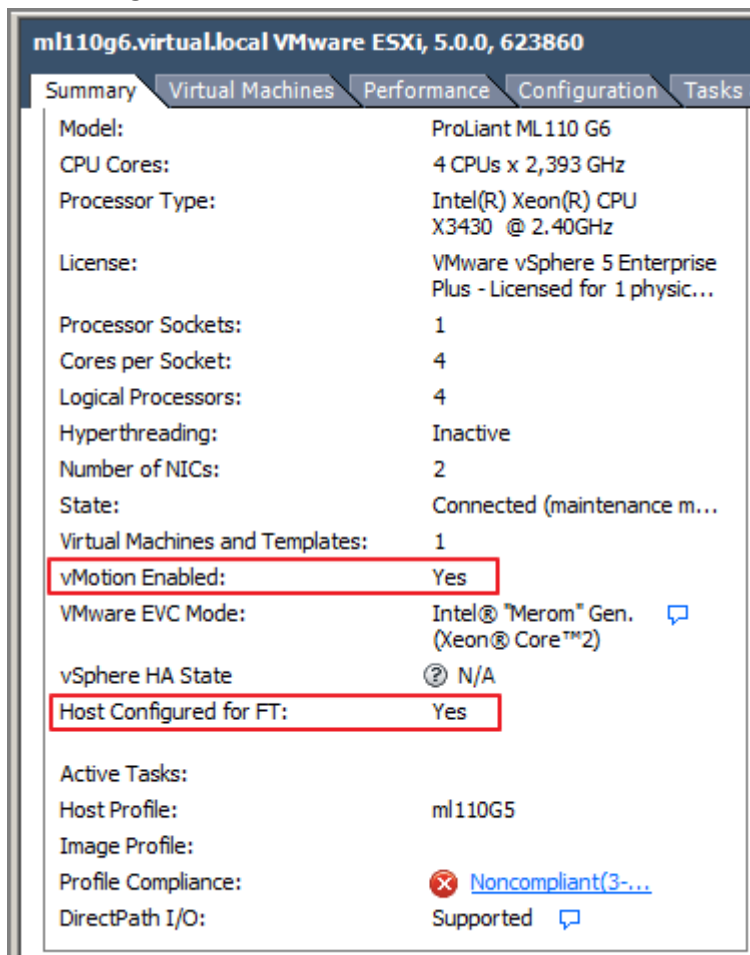 ml110g6.virtual.local VMware ESXi, 5.0.0, 623860
Summary Virtual Machines Performance Configuration Tasks
Model: ProLiant ML110 G6
CPU Cores: 4 CPUs x 2,393 GHz
Processor Type: Intel(R) Xeon(R) CPU
X3430 @ 2.40GHz
License: VMware vSphere 5 Enterprise
Plus - Licensed for 1 physic...
Processor Sockets: 1
Cores per Socket: 4
Logical Processors: 4
Hyperthreading: Inactive
Number of NICs: 2
State: Connected (maintenance m...
Virtual Machines and Templates: 1
vMotion Enabled: Yes
VMware EVC Mode: Intel® "Merom" Gen.
(Xeon® Core™2)
vSphere HA State N/A
Host Configured for FT: Yes
Active Tasks:
Host Profile: ml110G5
Image Profile:
Profile Compliance: Noncompliant(3-...
DirectPath I/O: Supported